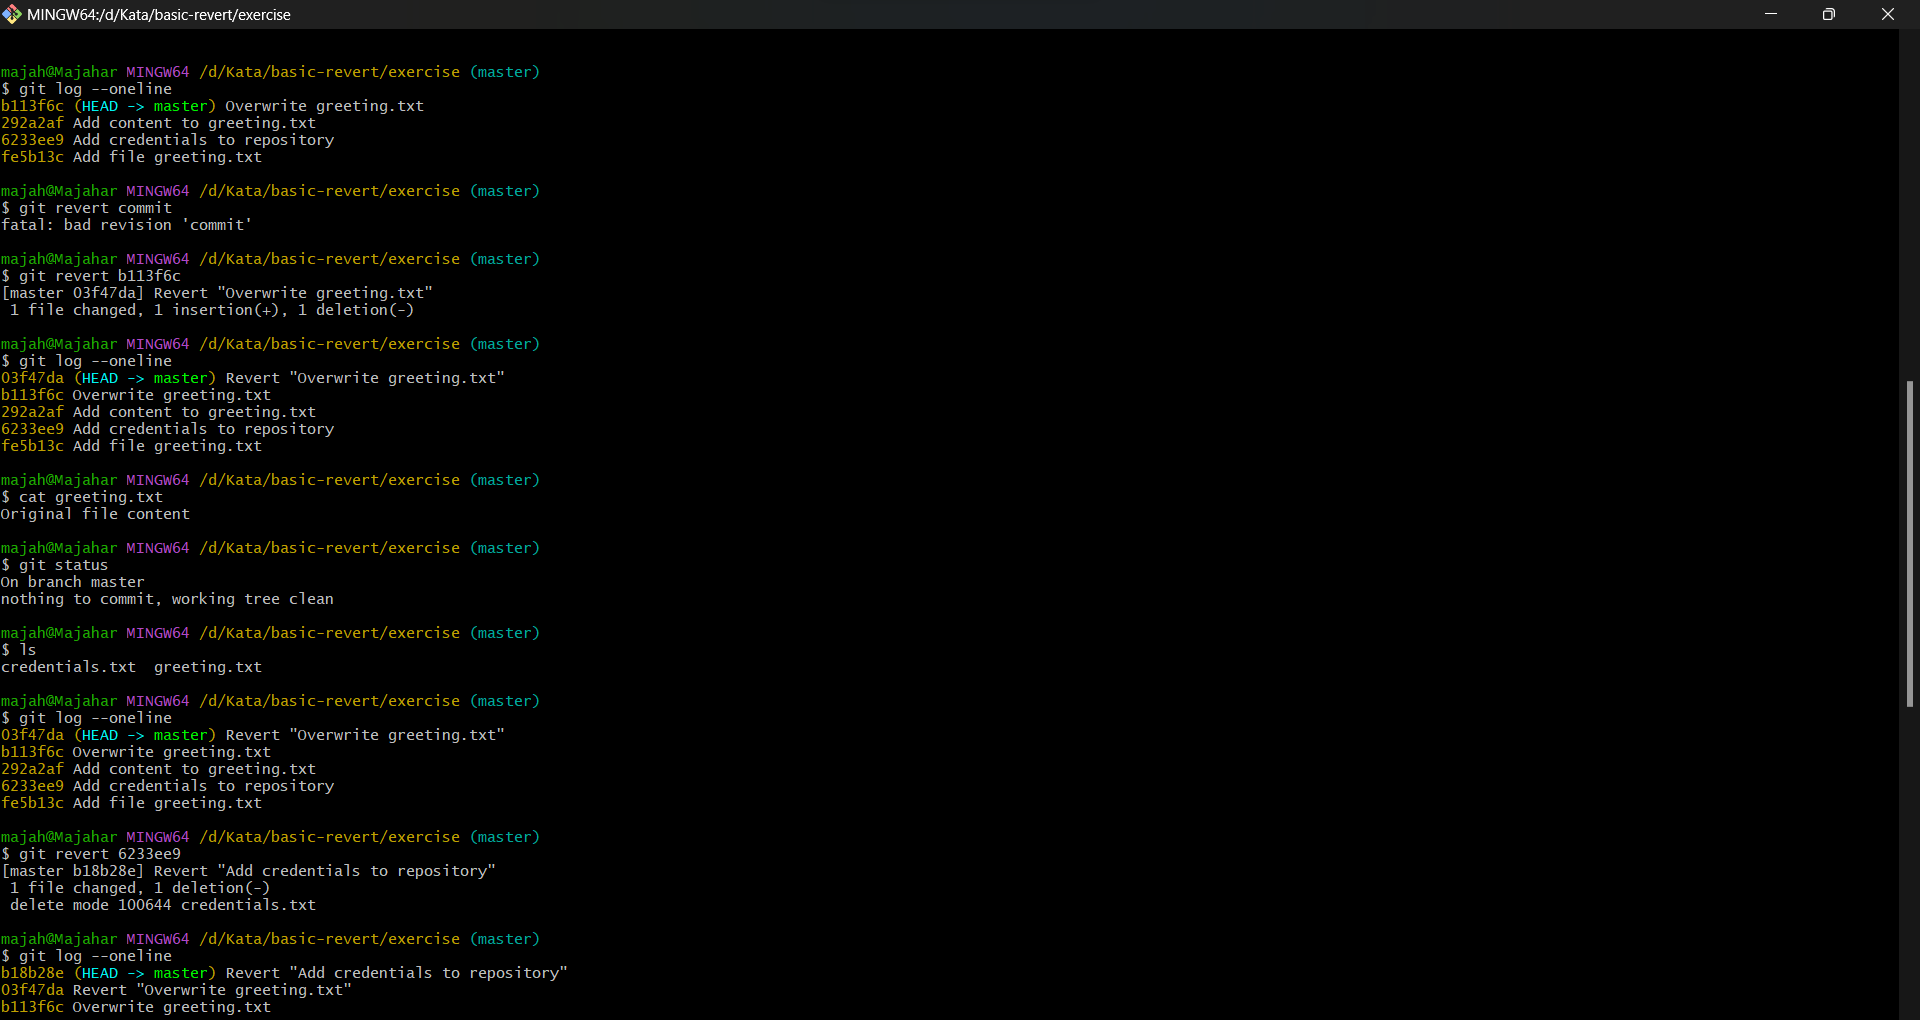 MINGW64:/d/Kata/basic-revert/exercise
majah@Majahar MINGW64 /d/Kata/basic-revert/exercise (master)
$ git log --oneline
b113f6c (HEAD -> master) Overwrite greeting.txt
292a2af Add content to greeting.txt
6233ee9 Add credentials to repository
fe5b13c Add file greeting.txt
majah@Majahar MINGW64 /d/Kata/basic-revert/exercise (master)
$ git revert commit
fatal: bad revision 'commit'
majah@Majahar MINGW64 /d/Kata/basic-revert/exercise (master)
$ git revert b113f6c
[master 03f47da] Revert "Overwrite greeting.txt"
1 file changed, 1 insertion(+), 1 deletion(-)
majah@Majahar MINGW64 /d/Kata/basic-revert/exercise (master)
$ git log --oneline
03f47da (HEAD -> master) Revert "Overwrite greeting.txt"
b113f6c Overwrite greeting.txt
292a2af Add content to greeting.txt
6233ee9 Add credentials to repository
fe5b13c Add file greeting.txt
majah@Majahar MINGW64 /d/Kata/basic-revert/exercise (master)
$ cat greeting.txt
Original file content
majah@Majahar MINGW64 /d/Kata/basic-revert/exercise (master)
$ git status
On branch master
nothing to commit, working tree clean
majah@Majahar MINGW64 /d/Kata/basic-revert/exercise (master)
$ ls
credentials.txt  greeting.txt
majah@Majahar MINGW64 /d/Kata/basic-revert/exercise (master)
$ git log --oneline
03f47da (HEAD -> master) Revert "Overwrite greeting.txt"
b113f6c Overwrite greeting.txt
292a2af Add content to greeting.txt
6233ee9 Add credentials to repository
fe5b13c Add file greeting.txt
majah@Majahar MINGW64 /d/Kata/basic-revert/exercise (master)
$ git revert 6233ee9
[master b18b28e] Revert "Add credentials to repository"
1 file changed, 1 deletion(-)
delete mode 100644 credentials.txt
majah@Majahar MINGW64 /d/Kata/basic-revert/exercise (master)
$ git log --oneline
b18b28e (HEAD -> master) Revert "Add credentials to repository"
03f47da Revert "Overwrite greeting.txt"
b113f6c Overwrite greeting.txt